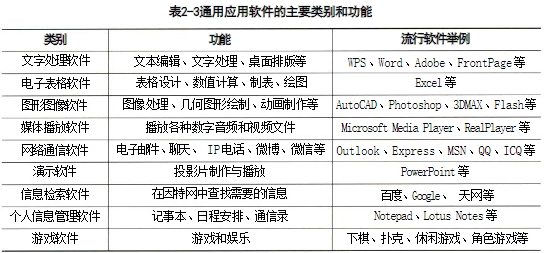 表2-3通用应用软件的主要类别和功能
类别 功能 流行软件举例
文字处理软件 文本编辑、文字处理、桌面排版等 WPS、Word、Adobe、FrontPage等
电子表格软件 表格设计、数值计算、制表、绘图 Excel等
图形图像软件 图像处理、几何图形绘制、动画制作等 AutoCAD、Photoshop、3DMAX、Flash等
媒体播放软件 播放各种数字音频和视频文件 Microsoft Media Player、RealPlayer等
网络通信软件 电子邮件、聊天、IP电话、微博、微信等 Outlook、Express、MSN、QQ、ICQ等
演示软件 投影片制作与播放 PowerPoint等
信息检索软件 在因特网中查找需要的信息 百度、Google、天网等
个人信息管理软件 记事本、日程安排、通信录 Notepad、Lotus Notes等
游戏软件 游戏和娱乐 下棋、扑克、休闲游戏、角色游戏等